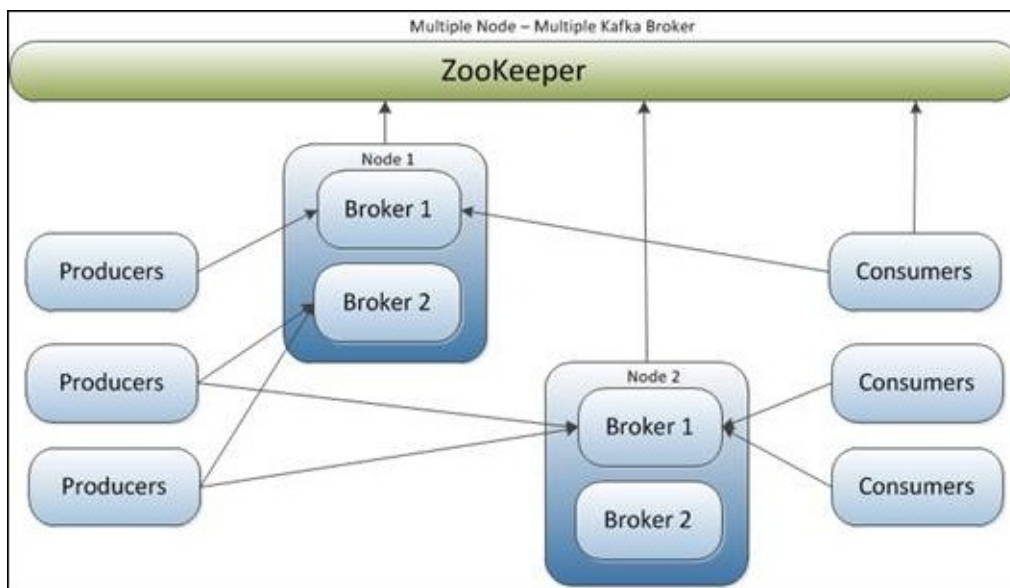 Multiple Node – Multiple Kafka Broker
ZooKeeper
Node 1
Broker 1
Producers
Consumers
Broker 2
Producers
Node 2
Consumers
Broker 1
Producers
Consumers
Broker 2